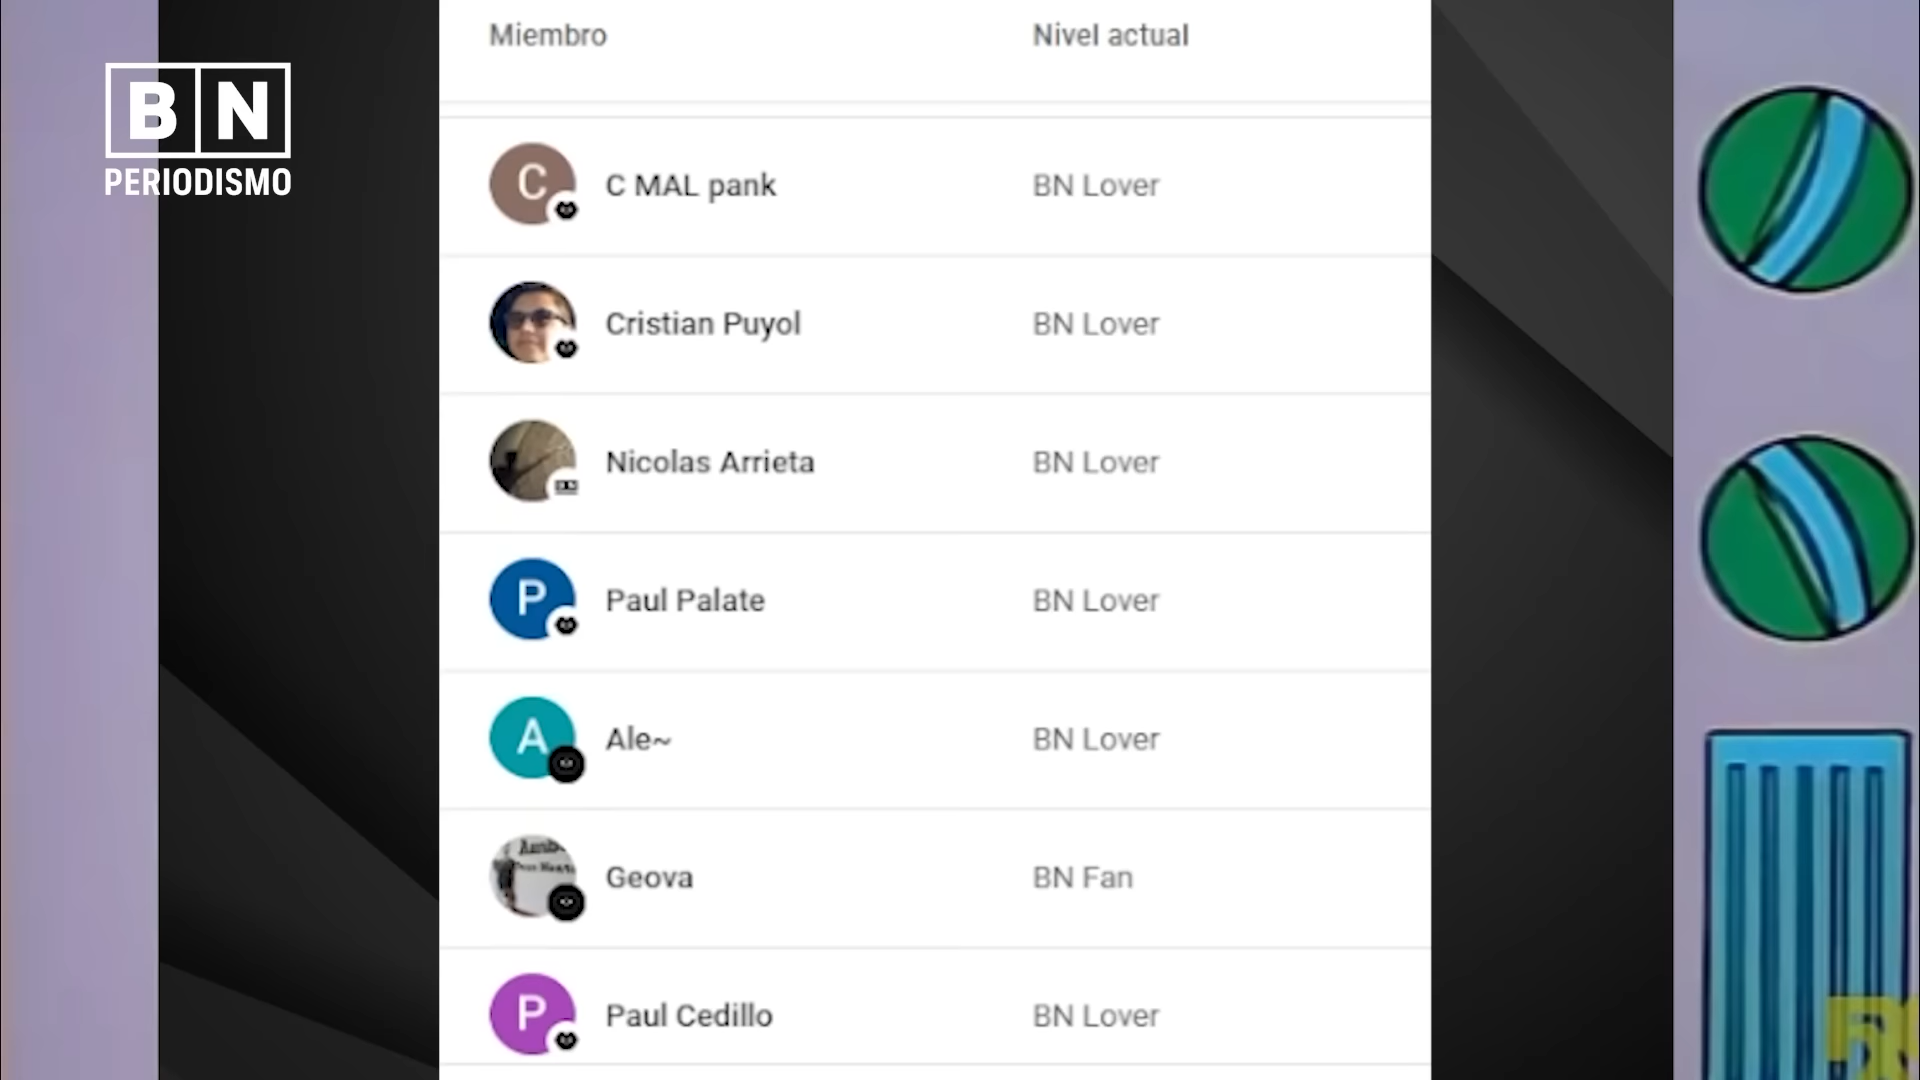 BN
PERIODISMO
Miembro Nivel actual
C C MAL pank BN Lover
Cristian Puyol BN Lover
Nicolas Arrieta BN Lover
P Paul Palate BN Lover
A Ale~ BN Lover
Geova BN Fan
P Paul Cedillo BN Lover